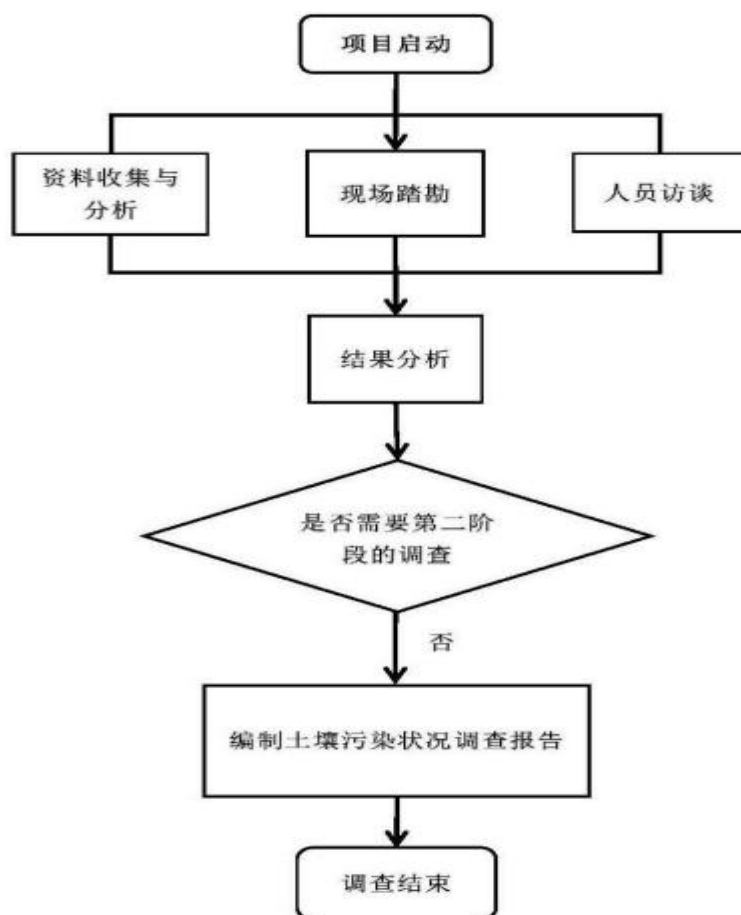 项目启动
资料收集与
分析
现场踏勘
人员访谈
结果分析
是否需要第二阶
段的调查
否
编制土壤污染状况调查报告
调查结束